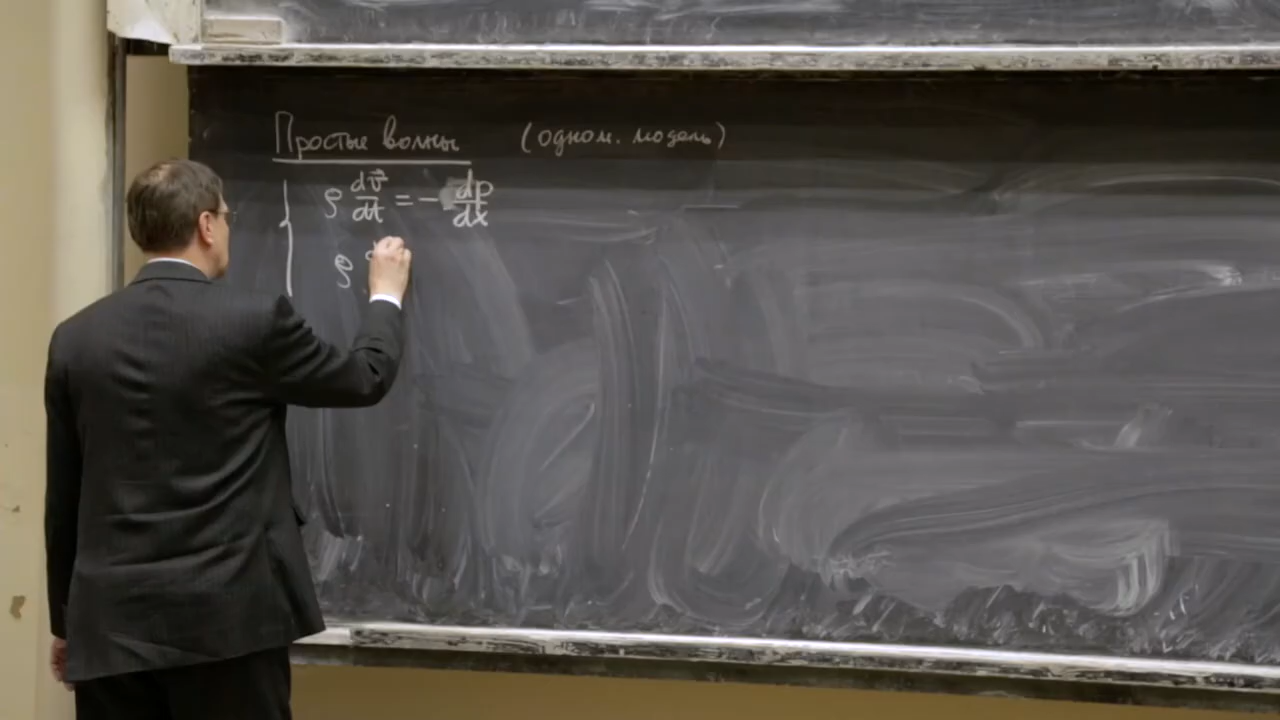 Простые волны (одном. модель)
ρ dv⃗/dt = - dp/dx
ρ